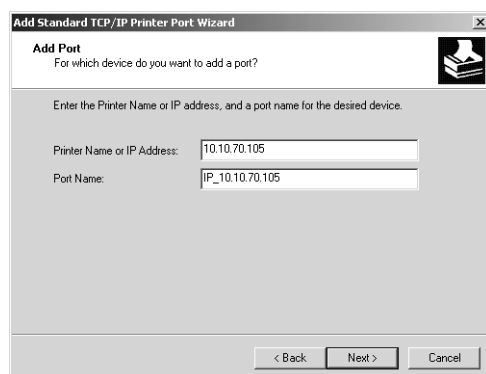 Add Standard TCP/IP Printer Port Wizard
Add Port
For which device do you want to add a port?
Enter the Printer Name or IP address, and a port name for the desired device.
Printer Name or IP Address: 10.10.70.105
Port Name: IP_10.10.70.105
< Back Next > Cancel